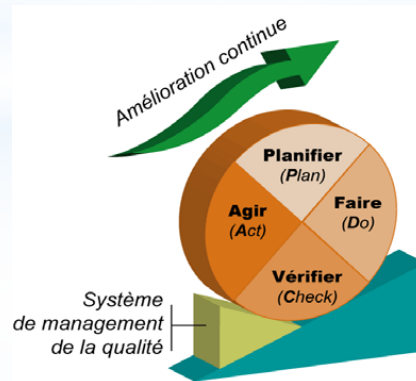 Amélioration continue
Planifier
(Plan)
Faire
(Do)
Vérifier
(Check)
Agir
(Act)
Système
de management
de la qualité